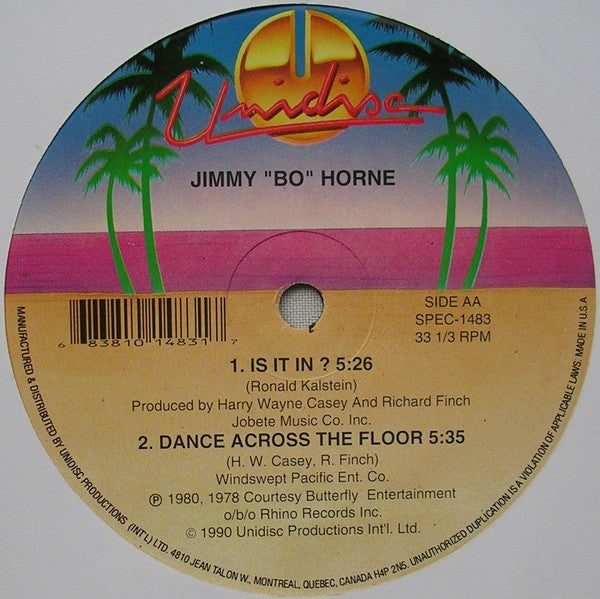 Unidisc
JIMMY "BO" HORNE
SIDE AA
SPEC-1483
33 1/3 RPM
6 83810 14831 7
1. IS IT IN ? 5:26
(Ronald Kalstein)
Produced by Harry Wayne Casey And Richard Finch
Jobete Music Co. Inc.
2. DANCE ACROSS THE FLOOR 5:35
(H. W. Casey, R. Finch)
Windswept Pacific Ent. Co.
℗ 1980, 1978 Courtesy Butterfly Entertainment
o/b/o Rhino Records Inc.
© 1990 Unidisc Productions Int'l. Ltd.
MANUFACTURED & DISTRIBUTED BY UNIDISC PRODUCTIONS (INT'L) LTD. 4810 JEAN TALON W., MONTREAL, QUEBEC, CANADA H4P 2N5. UNAUTHORIZED DUPLICATION IS A VIOLATION OF APPLICABLE LAWS. MADE IN U.S.A